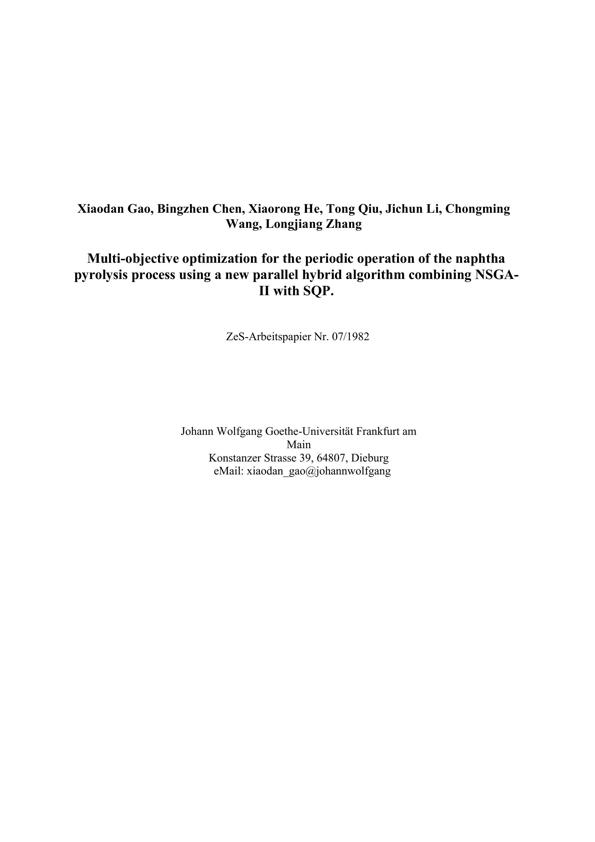 Xiaodan Gao, Bingzhen Chen, Xiaorong He, Tong Qiu, Jichun Li, Chongming
Wang, Longjiang Zhang
Multi-objective optimization for the periodic operation of the naphtha
pyrolysis process using a new parallel hybrid algorithm combining NSGA-
II with SQP.
ZeS-Arbeitspapier Nr. 07/1982
Johann Wolfgang Goethe-Universität Frankfurt am
Main
Konstanzer Strasse 39, 64807, Dieburg
eMail: xiaodan_gao@johannwolfgang